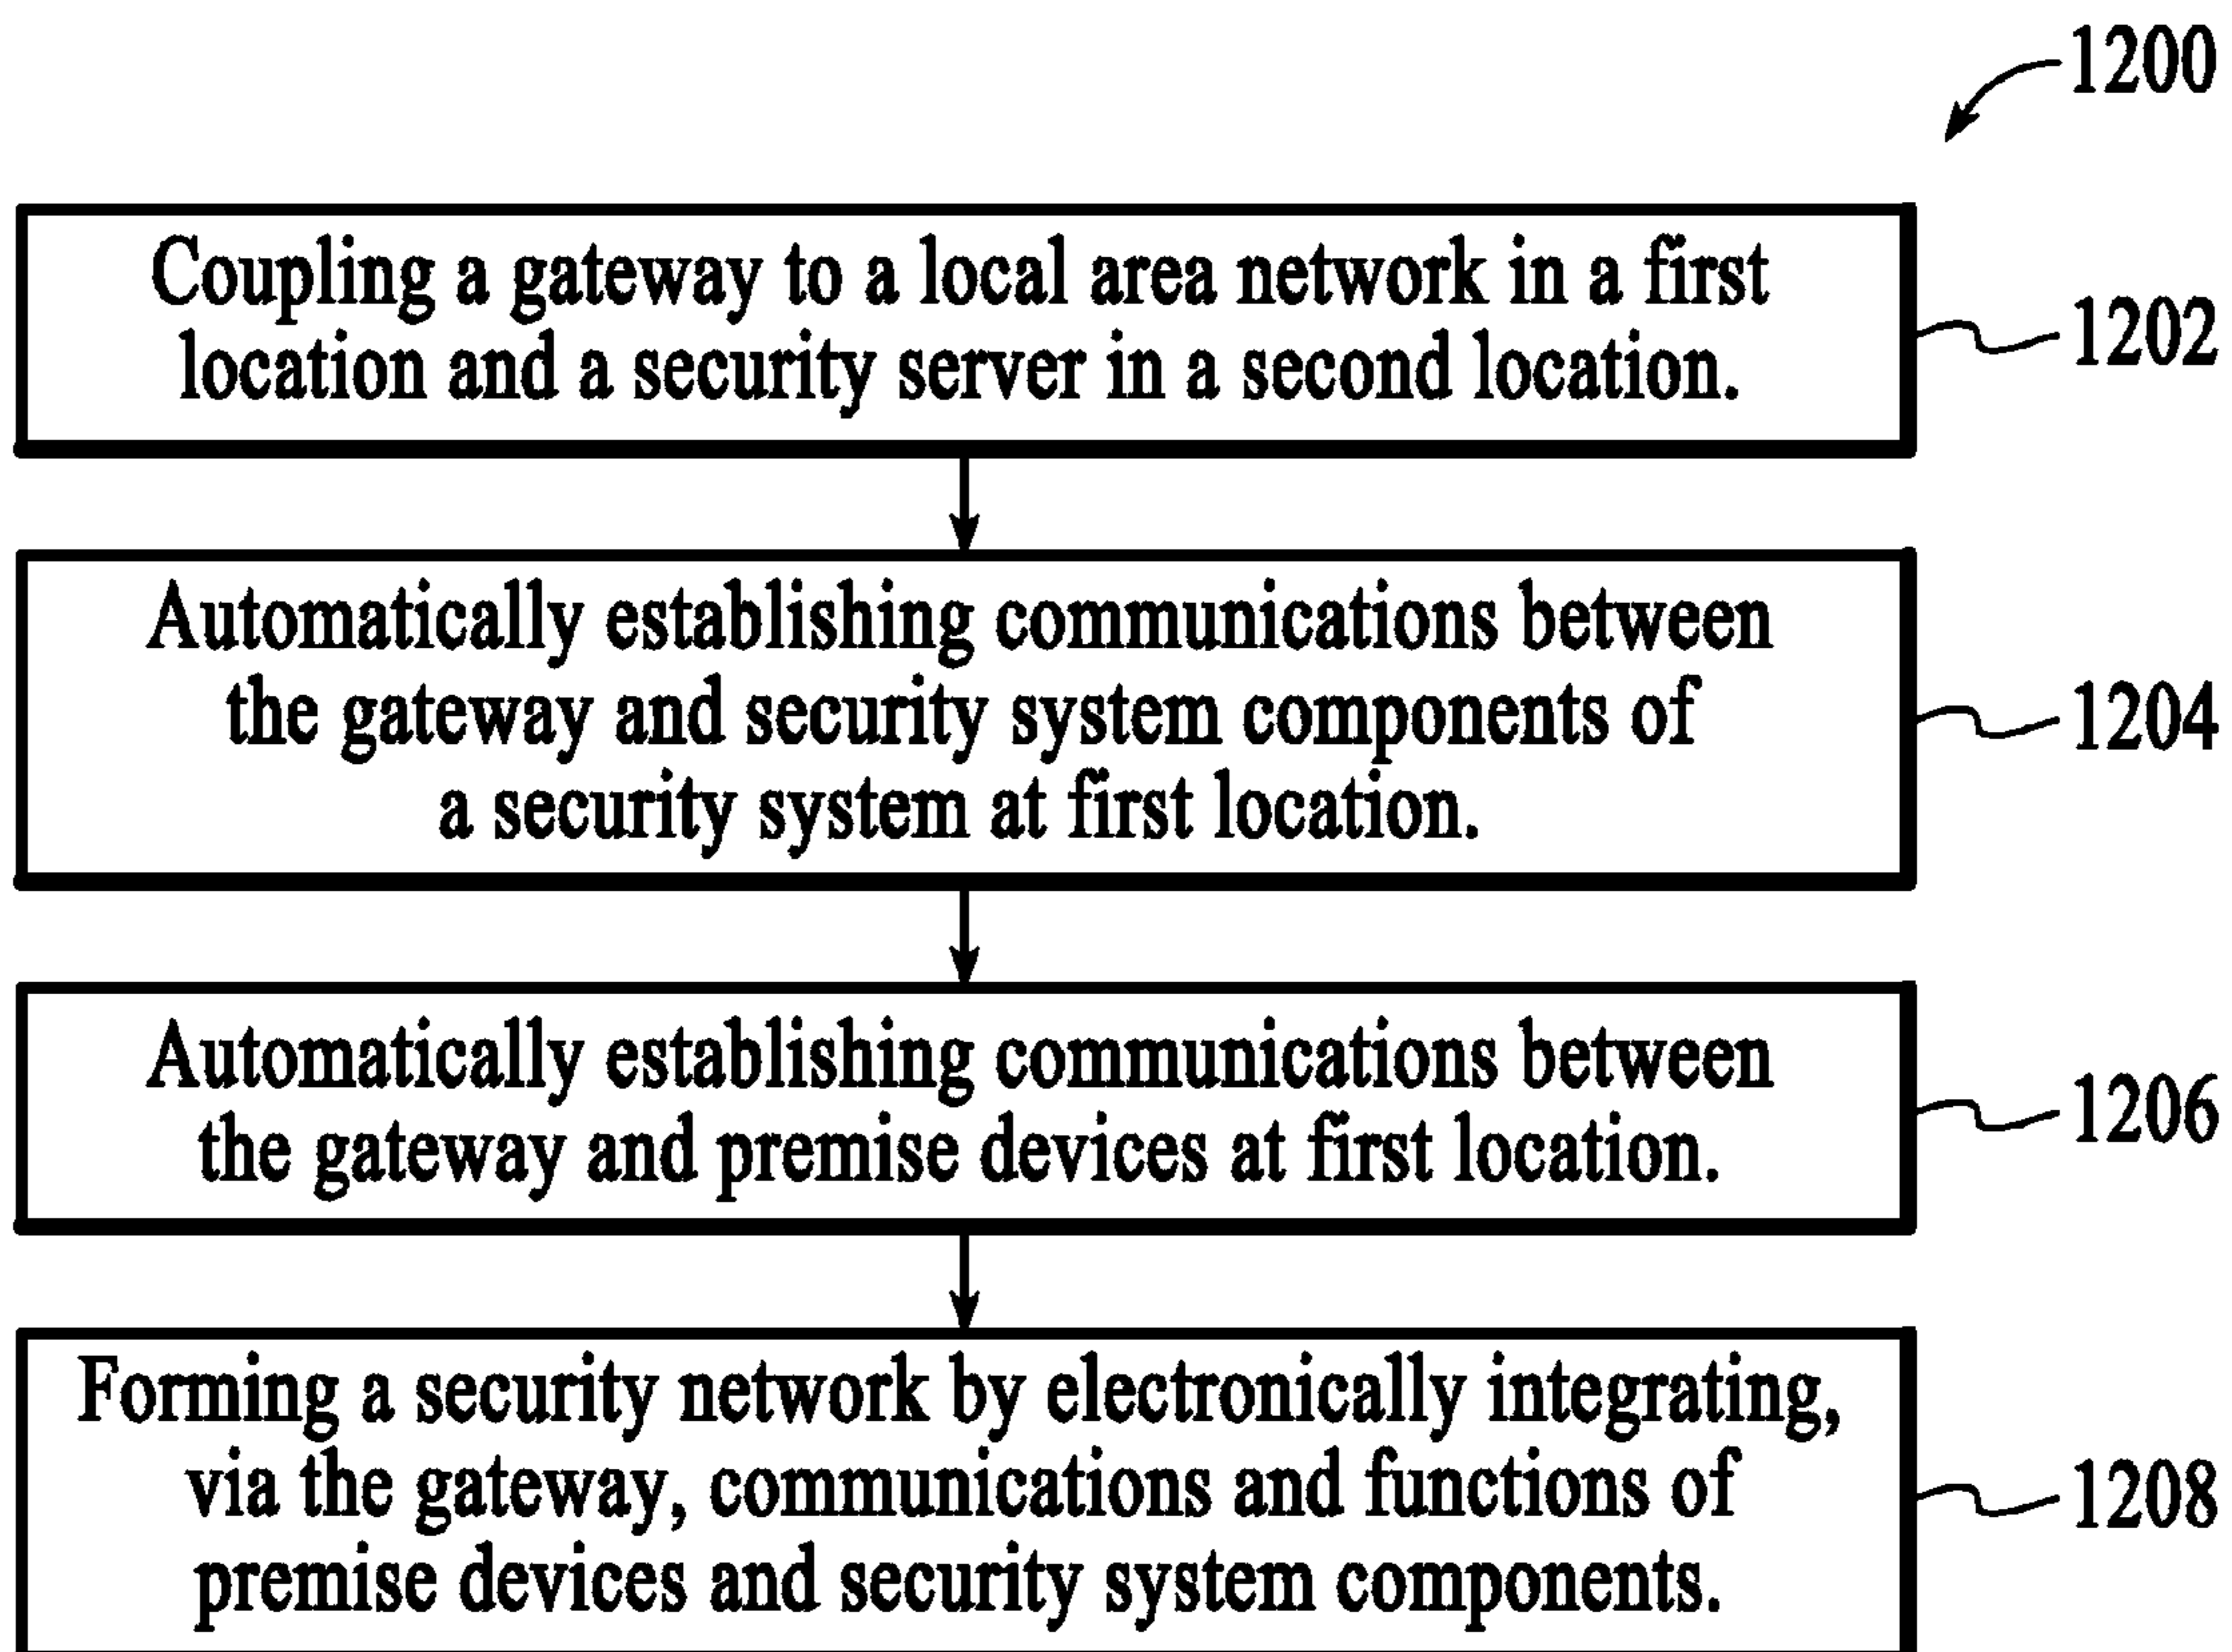 1200
Coupling a gateway to a local area network in a first
location and a security server in a second location.
1202
Automatically establishing communications between
the gateway and security system components of
a security system at first location.
1204
Automatically establishing communications between
the gateway and premise devices at first location.
1206
Forming a security network by electronically integrating,
via the gateway, communications and functions of
premise devices and security system components.
1208